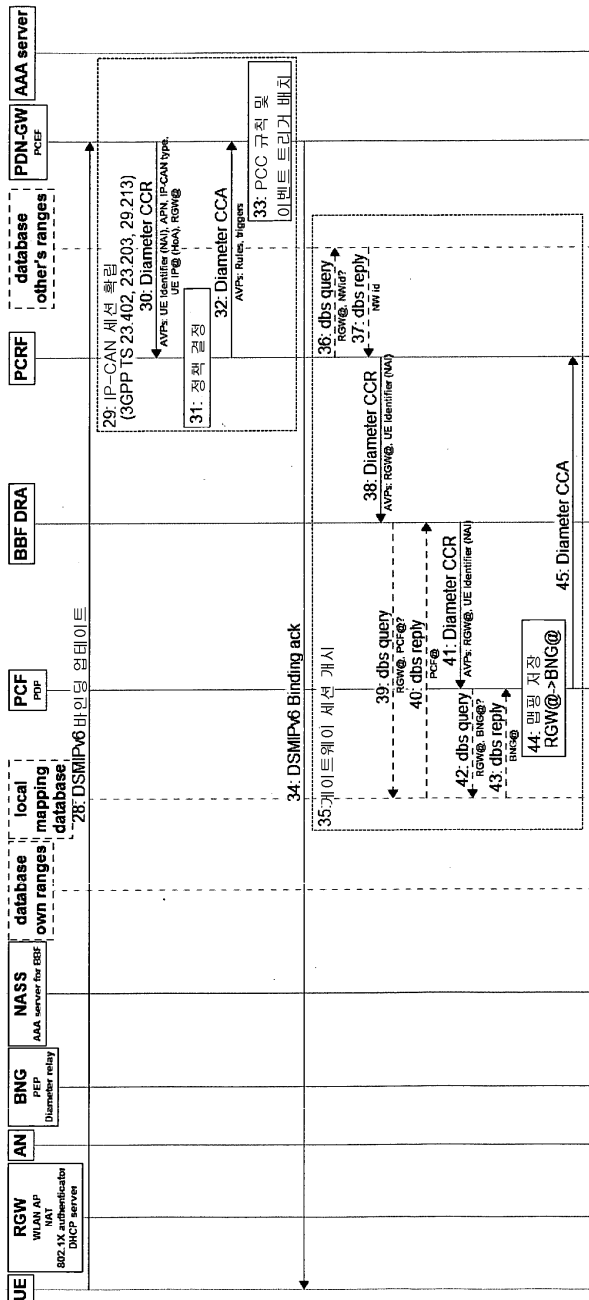 UE
RGW
WLAN AP
NAT
802.1X authenticator
DHCP server
AN
BNG
PEP
Diameter relay
NASS
AAA server for BBF
database
own ranges
local
mapping
database
PCF
PDP
BBF DRA
PCRF
database
other's ranges
PDN-GW
PCEF
AAA server
28: DSMIPv6 바인딩 업데이트
29: IP-CAN 세션 확립
(3GPP TS 23.402, 23.203, 29.213)
30: Diameter CCR
AVPs: UE Identifier (NAI), APN, IP-CAN type,
UE IP@ (HoA), RGW@
31: 정책 결정
32: Diameter CCA
AVPs: Rules, triggers
33: PCC 규칙 및
이벤트 트리거 배치
34: DSMIPv6 Binding ack
35:게이트웨이 세션 개시
36: dbs query
RGW@, NWid?
37: dbs reply
NW id
38: Diameter CCR
AVPs: RGW@, UE Identifier (NAI)
39: dbs query
RGW@, PCF@?
40: dbs reply
PCF@
41: Diameter CCR
AVPs: RGW@, UE Identifier (NAI)
42: dbs query
RGW@, BNG@?
43: dbs reply
BNG@
44: 맵핑 저장
RGW@->BNG@
45: Diameter CCA